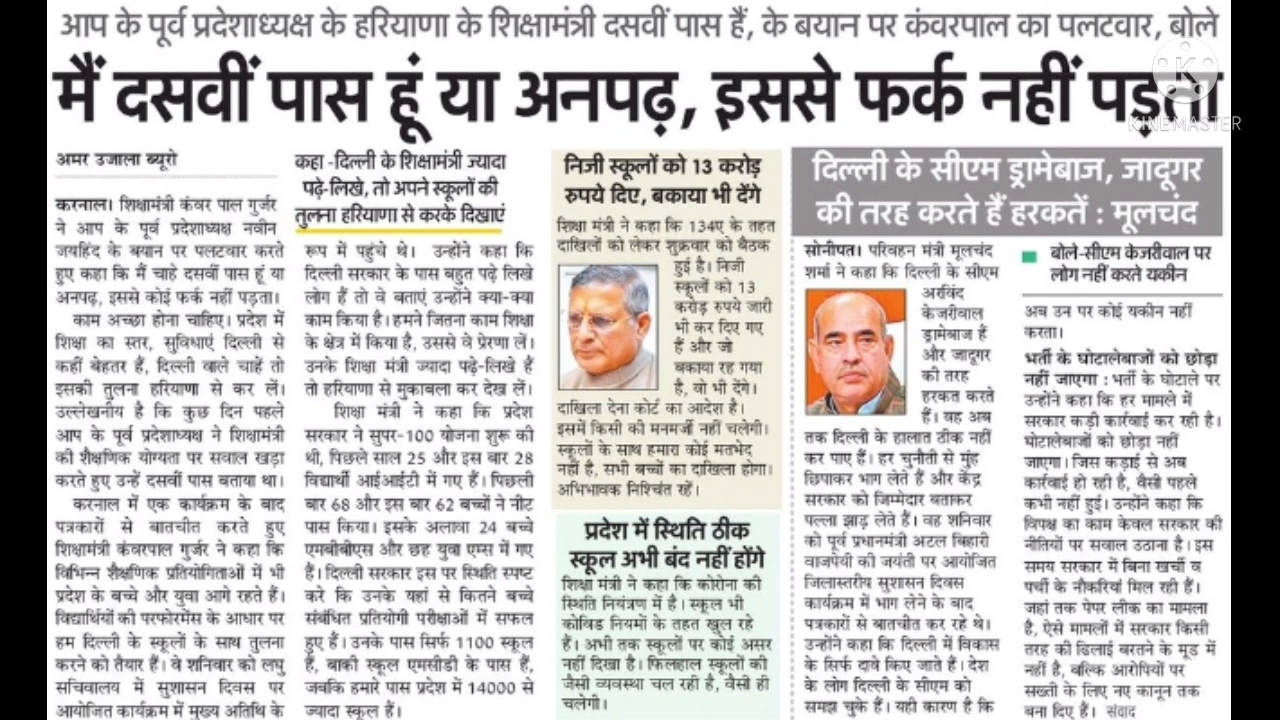 आप के पूर्व प्रदेशाध्यक्ष के हरियाणा के शिक्षामंत्री दसवीं पास हैं, के बयान पर कंवरपाल का पलटवार, बोले
मैं दसवीं पास हूं या अनपढ़, इससे फर्क नहीं पड़ता
KINEMASTER
अमर उजाला ब्यूरो
करनाल। शिक्षामंत्री कंवर पाल गुर्जर
ने आप के पूर्व प्रदेशाध्यक्ष नवीन
जयहिंद के बयान पर पलटवार करते
हुए कहा कि मैं चाहे दसवीं पास हूं या
अनपढ़, इससे कोई फर्क नहीं पड़ता।
काम अच्छा होना चाहिए। प्रदेश में
शिक्षा का स्तर, सुविधाएं दिल्ली से
कहीं बेहतर हैं, दिल्ली वाले चाहें तो
इसकी तुलना हरियाणा से कर लें।
उल्लेखनीय है कि कुछ दिन पहले
आप के पूर्व प्रदेशाध्यक्ष ने शिक्षामंत्री
की शैक्षणिक योग्यता पर सवाल खड़ा
करते हुए उन्हें दसवीं पास बताया था।
करनाल में एक कार्यक्रम के बाद
पत्रकारों से बातचीत करते हुए
शिक्षामंत्री कंवरपाल गुर्जर ने कहा कि
विभिन्न शैक्षणिक प्रतियोगिताओं में भी
प्रदेश के बच्चे और युवा आगे रहते हैं।
विद्यार्थियों की परफोर्मेंस के आधार पर
हम दिल्ली के स्कूलों के साथ तुलना
करने को तैयार हैं। वे शनिवार को लघु
सचिवालय में सुशासन दिवस पर
आयोजित कार्यक्रम में मुख्य अतिथि के
कहा -दिल्ली के शिक्षामंत्री ज्यादा
पढ़े-लिखे, तो अपने स्कूलों की
तुलना हरियाणा से करके दिखाएं
रूप में पहुंचे थे। उन्होंने कहा कि
दिल्ली सरकार के पास बहुत पढ़े लिखे
लोग हैं तो वे बताएं उन्होंने क्या-क्या
काम किया है। हमने जितना काम शिक्षा
के क्षेत्र में किया है, उससे वे प्रेरणा लें।
उनके शिक्षा मंत्री ज्यादा पढ़े-लिखे हैं
तो हरियाणा से मुकाबला कर देख लें।
शिक्षा मंत्री ने कहा कि प्रदेश
सरकार ने सुपर-100 योजना शुरू की
थी, पिछले साल 25 और इस बार 28
विद्यार्थी आईआईटी में गए हैं। पिछली
बार 68 और इस बार 62 बच्चों ने नीट
पास किया। इसके अलावा 24 बच्चे
एमबीबीएस और छह युवा एम्स में गए
हैं। दिल्ली सरकार इस पर स्थिति स्पष्ट
करे कि उनके यहां से कितने बच्चे
संबंधित प्रतियोगी परीक्षाओं में सफल
हुए हैं। उनके पास सिर्फ 1100 स्कूल
हैं, बाकी स्कूल एमसीडी के पास हैं,
जबकि हमारे पास प्रदेश में 14000 से
ज्यादा स्कूल हैं।
निजी स्कूलों को 13 करोड़
रुपये दिए, बकाया भी देंगे
शिक्षा मंत्री ने कहा कि 134ए के तहत
दाखिलों को लेकर शुक्रवार को बैठक
हुई है। निजी
स्कूलों को 13
करोड़ रुपये जारी
भी कर दिए गए
हैं और जो
बकाया रह गया
है, वो भी देंगे।
दाखिला देना कोर्ट का आदेश है।
इसमें किसी की मनमर्जी नहीं चलेगी।
स्कूलों के साथ हमारा कोई मतभेद
नहीं है, सभी बच्चों का दाखिला होगा।
अभिभावक निश्चिंत रहें।
प्रदेश में स्थिति ठीक
स्कूल अभी बंद नहीं होंगे
शिक्षा मंत्री ने कहा कि कोरोना की
स्थिति नियंत्रण में है। स्कूल भी
कोविड नियमों के तहत खुल रहे
हैं। अभी तक स्कूलों पर कोई असर
नहीं दिखा है। फिलहाल स्कूलों की
जैसी व्यवस्था चल रही है, वैसी ही
चलेगी।
दिल्ली के सीएम ड्रामेबाज, जादूगर
की तरह करते हैं हरकतें : मूलचंद
सोनीपत। परिवहन मंत्री मूलचंद
शर्मा ने कहा कि दिल्ली के सीएम
अरविंद
केजरीवाल
ड्रामेबाज हैं
और जादूगर
की तरह
हरकत करते
हैं। वह अब
तक दिल्ली के हालात ठीक नहीं
कर पाए हैं। हर चुनौती से मुंह
छिपाकर भाग लेते हैं और केंद्र
सरकार को जिम्मेदार बताकर
पल्ला झाड़ लेते हैं। वह शनिवार
को पूर्व प्रधानमंत्री अटल बिहारी
वाजपेयी की जयंती पर आयोजित
जिलास्तरीय सुशासन दिवस
कार्यक्रम में भाग लेने के बाद
पत्रकारों से बातचीत कर रहे थे।
उन्होंने कहा कि दिल्ली में विकास
के सिर्फ दावे किए जाते हैं। देश
के लोग दिल्ली के सीएम को
समझ चुके हैं। यही कारण है कि
बोले-सीएम केजरीवाल पर
लोग नहीं करते यकीन
अब उन पर कोई यकीन नहीं
करता।
भर्ती के घोटालेबाजों को छोड़ा
नहीं जाएगा : भर्ती के घोटाले पर
उन्होंने कहा कि हर मामले में
सरकार कड़ी कार्रवाई कर रही है।
घोटालेबाजों को छोड़ा नहीं
जाएगा। जिस कड़ाई से अब
कार्रवाई हो रही है, वैसी पहले
कभी नहीं हुई। उन्होंने कहा कि
विपक्ष का काम केवल सरकार की
नीतियों पर सवाल उठाना है। इस
समय सरकार में बिना खर्ची व
पर्ची के नौकरियां मिल रही हैं।
जहां तक पेपर लीक का मामला
है, ऐसे मामलों में सरकार किसी
तरह की ढिलाई बरतने के मूड में
नहीं है, बल्कि आरोपियों पर
सख्ती के लिए नए कानून तक
बना दिए हैं। संवाद